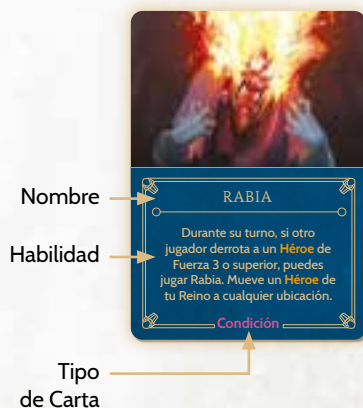 RABIA
Nombre
Durante su turno, si otro
jugador derrota a un Héroe de
Fuerza 3 o superior, puedes
jugar Rabia. Mueve un Héroe de
tu Reino a cualquier ubicación.
Habilidad
Condición
Tipo
de Carta